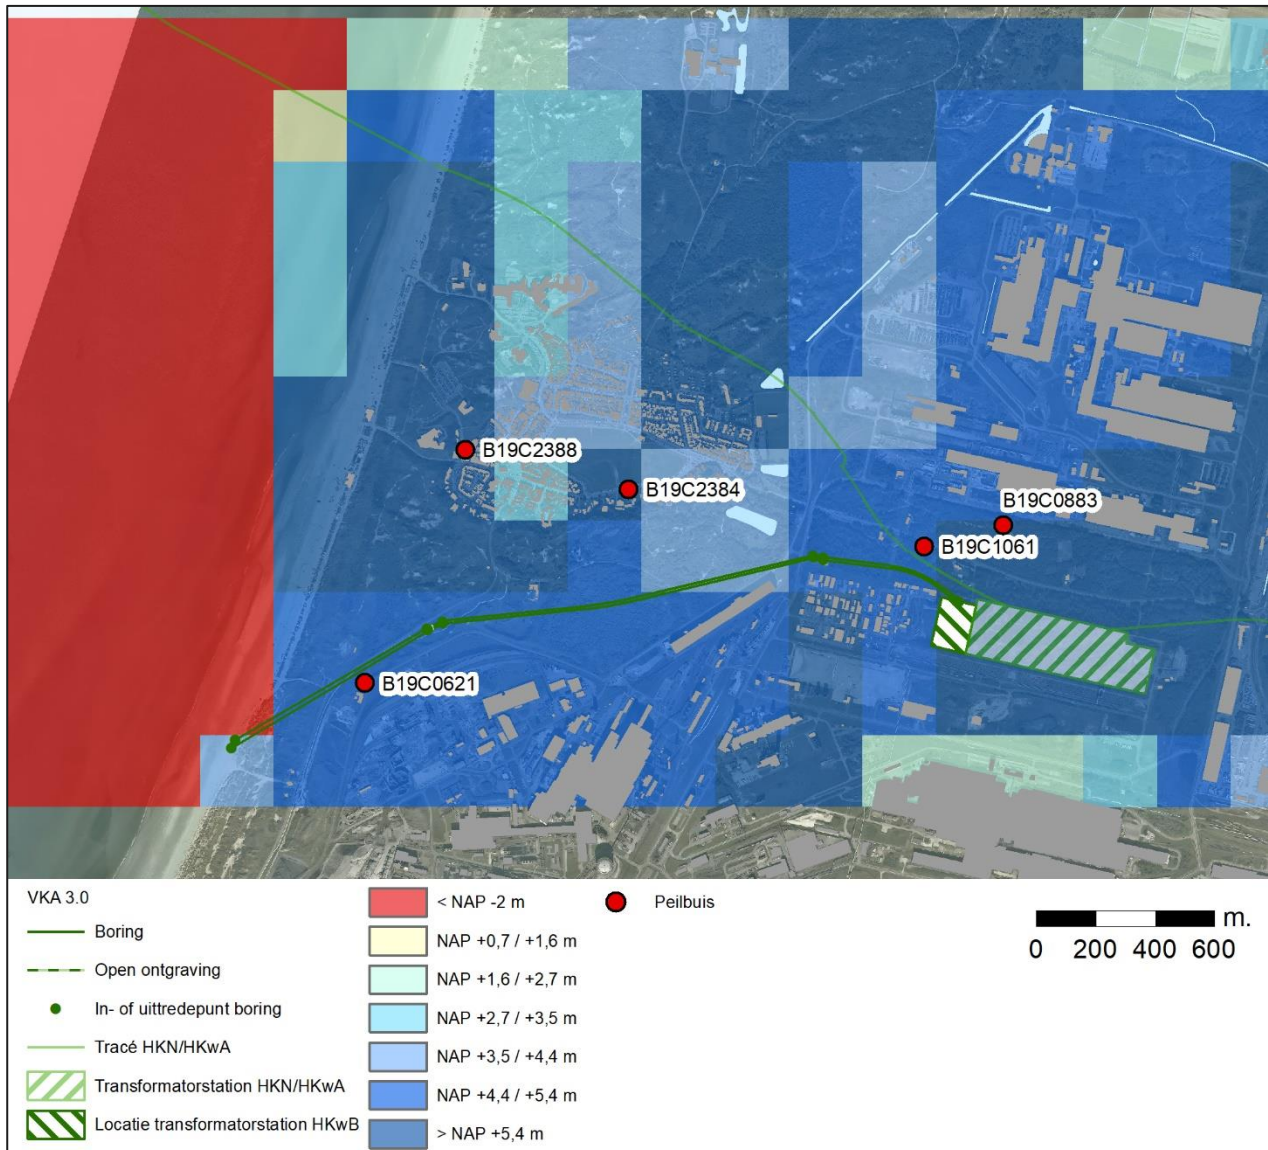 B19C2388
B19C2384
B19C0883
B19C1061
B19C0621
VKA 3.0
Boring
Open ontgraving
In- of uittredepunt boring
Tracé HKN/HKwA
Transformatorstation HKN/HKwA
Locatie transformatorstation HKwB
< NAP -2 m
NAP +0,7 / +1,6 m
NAP +1,6 / +2,7 m
NAP +2,7 / +3,5 m
NAP +3,5 / +4,4 m
NAP +4,4 / +5,4 m
> NAP +5,4 m
Peilbuis
m.
0 200 400 600